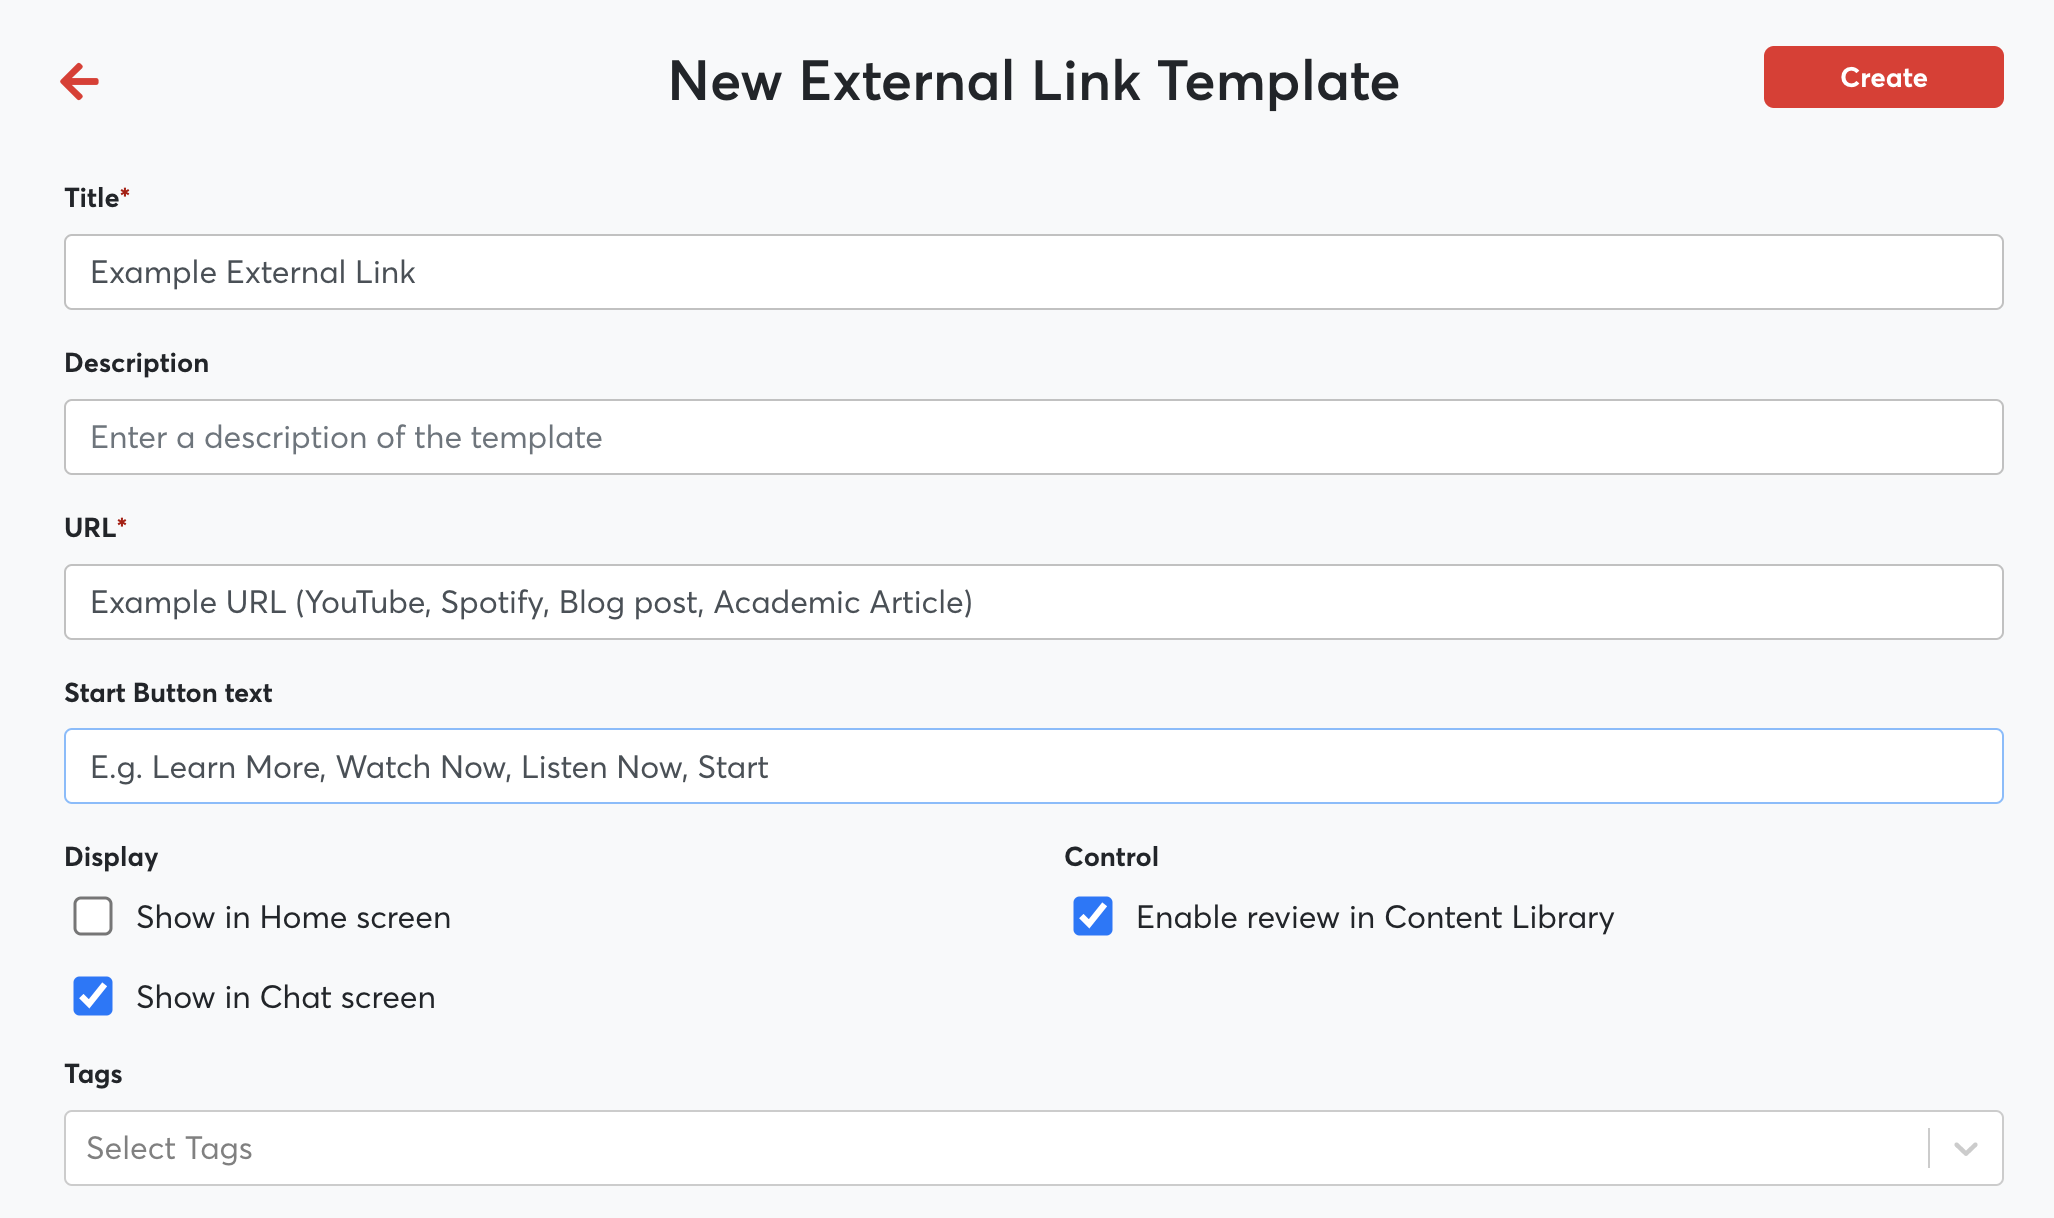 New External Link Template
Create
Title*
Example External Link
Description
Enter a description of the template
URL*
Example URL (YouTube, Spotify, Blog post, Academic Article)
Start Button text
E.g. Learn More, Watch Now, Listen Now, Start
Display
Control
Show in Home screen
Enable review in Content Library
Show in Chat screen
Tags
Select Tags